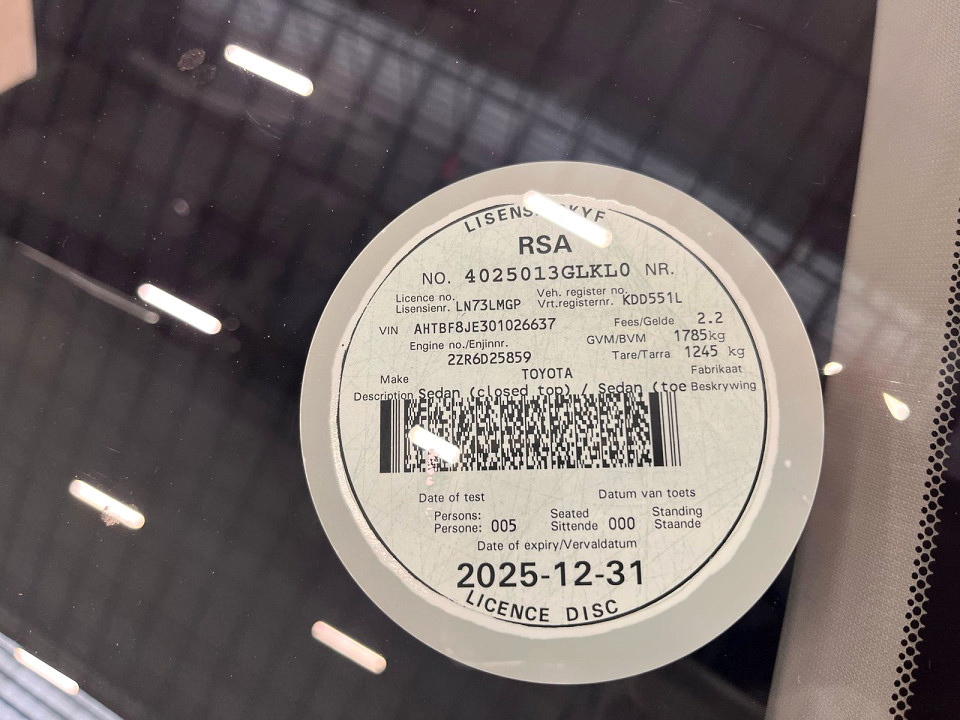 LISENSSKYF
RSA
NO. 4025013GLKL0 NR.
Licence no. Veh. register no.
Lisensienr. LN73LMGP Vrt.registernr. KDD551L
VIN AHTBF8JE301026637 Fees/Gelde 2.2
Engine no./Enjinnr. GVM/BVM 1785kg
2ZR6D25859 Tare/Tarra 1245 kg
Make TOYOTA Fabrikaat
Description Sedan (closed top) / Sedan (toe Beskrywing
Date of test Datum van toets
Persons: Seated Standing
Persone: 005 Sittende 000 Staande
Date of expiry/Vervaldatum
2025-12-31
LICENCE DISC